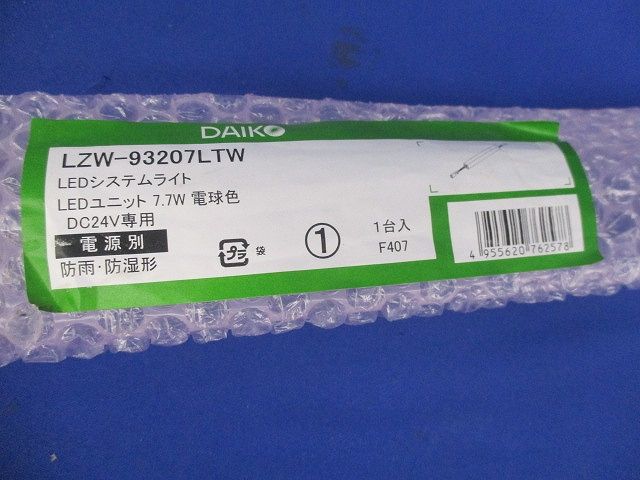 DAIKO
LZW-93207LTW
LEDシステムライト
LEDユニット 7.7W 電球色
DC24V専用
電源別
防雨・防湿形
プラ 袋
①
1台入
F407
4 955620 762578